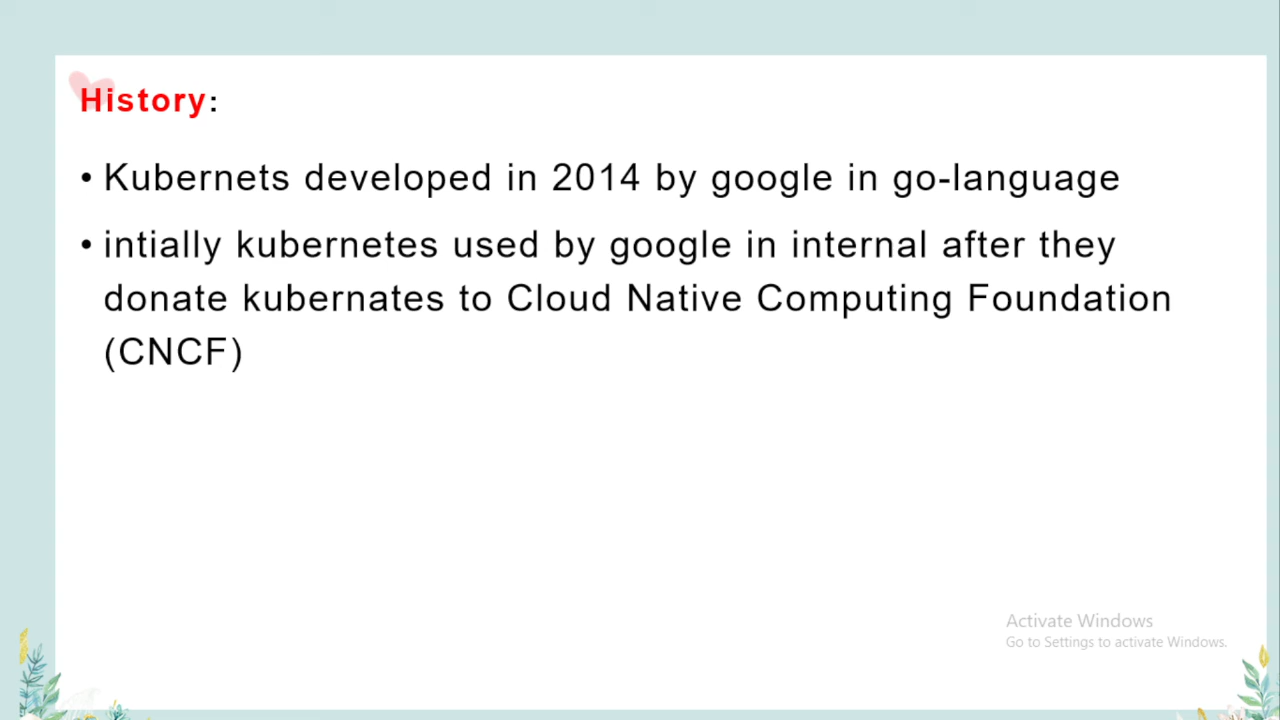 History:
• Kubernets developed in 2014 by google in go-language
• intially kubernetes used by google in internal after they
donate kubernates to Cloud Native Computing Foundation
(CNCF)
Activate Windows
Go to Settings to activate Windows.